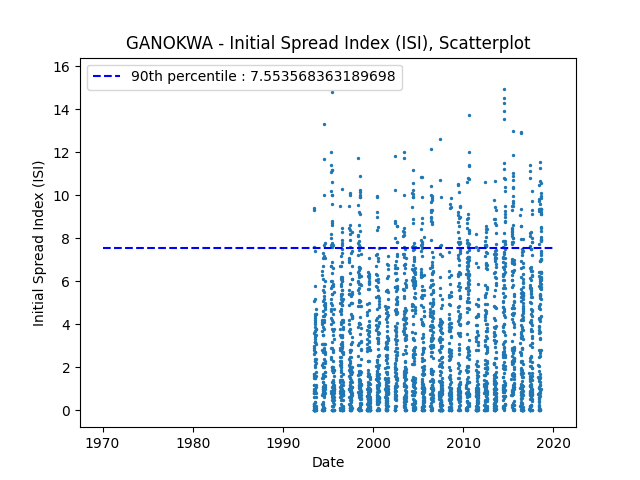 GANOKWA - Initial Spread Index (ISI), Scatterplot
90th percentile : 7.553568363189698
Initial Spread Index (ISI)
16
14
12
10
8
6
4
2
0
1970 1980 1990 2000 2010 2020
Date